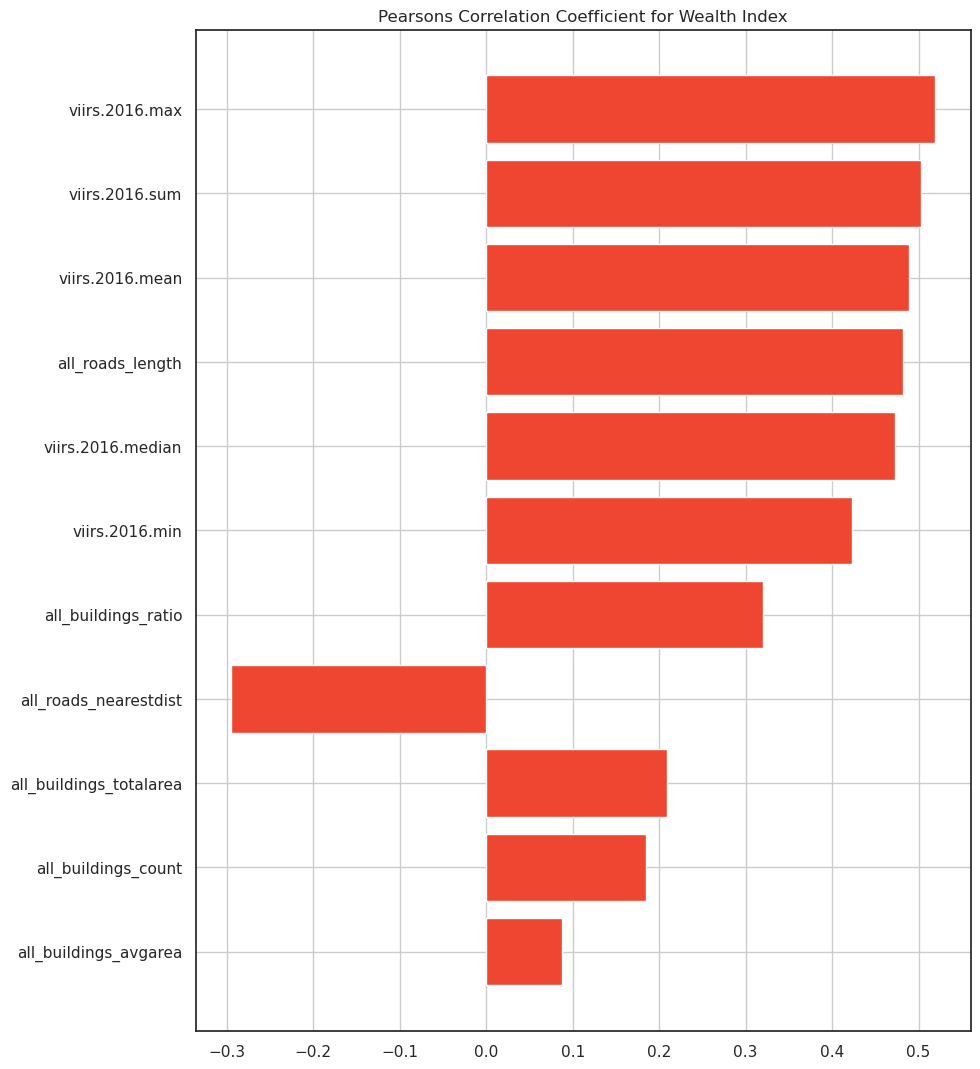 Pearsons Correlation Coefficient for Wealth Index
viirs.2016.max
viirs.2016.sum
viirs.2016.mean
all_roads_length
viirs.2016.median
viirs.2016.min
all_buildings_ratio
all_roads_nearestdist
all_buildings_totalarea
all_buildings_count
all_buildings_avgarea
−0.3 −0.2 −0.1 0.0 0.1 0.2 0.3 0.4 0.5